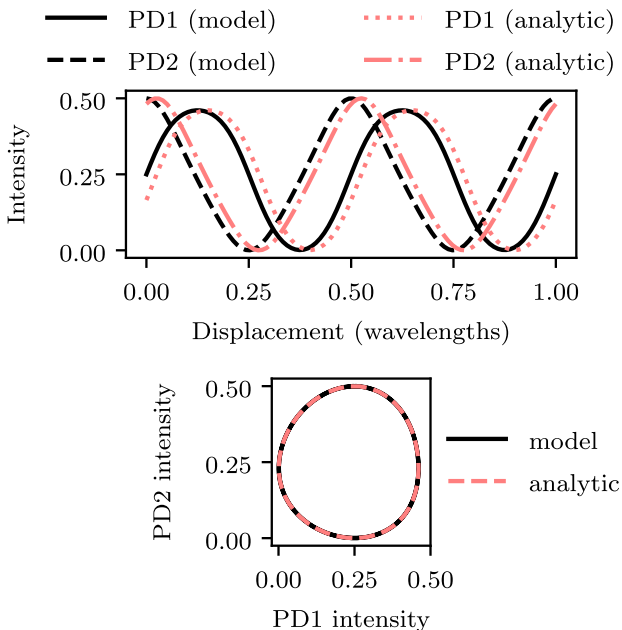 PD1 (model)
PD1 (analytic)
PD2 (model)
PD2 (analytic)
Intensity
0.50
0.25
0.00
0.00 0.25 0.50 0.75 1.00
Displacement (wavelengths)
PD2 intensity
0.50
0.25
0.00
0.00 0.25 0.50
PD1 intensity
model
analytic